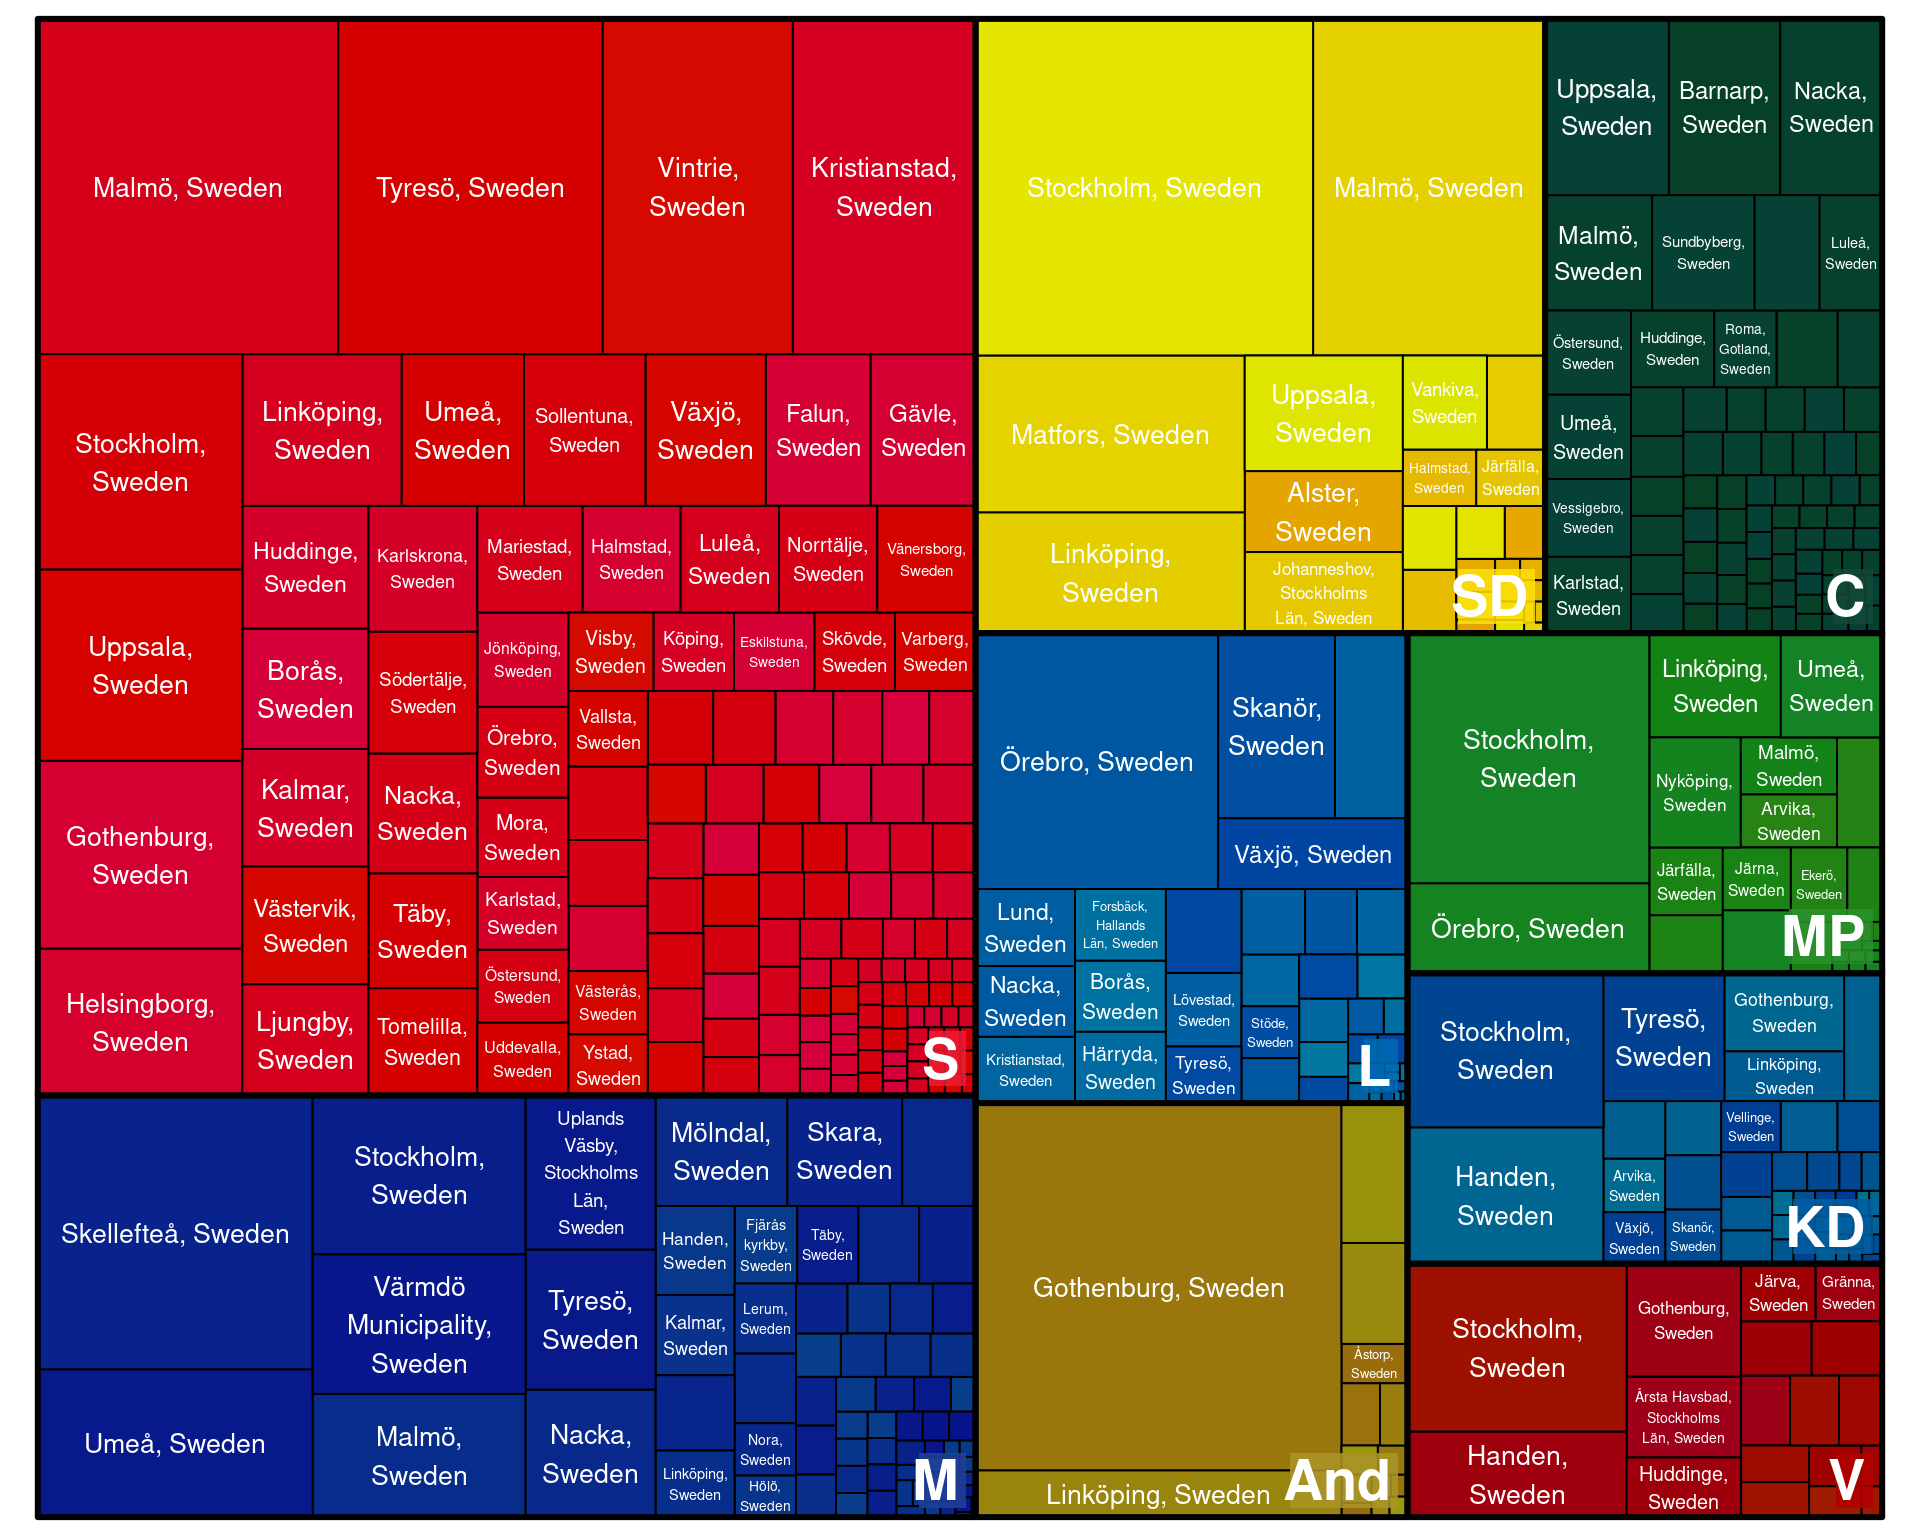 Malmö, Sweden
Tyresö, Sweden
Vintrie,
Sweden
Kristianstad,
Sweden
Stockholm,
Sweden
Linköping,
Sweden
Umeå,
Sweden
Sollentuna,
Sweden
Växjö,
Sweden
Falun,
Sweden
Gävle,
Sweden
Uppsala,
Sweden
Gothenburg,
Sweden
Helsingborg,
Sweden
Huddinge,
Sweden
Borås,
Sweden
Kalmar,
Sweden
Västervik,
Sweden
Ljungby,
Sweden
Karlskrona,
Sweden
Södertälje,
Sweden
Nacka,
Sweden
Täby,
Sweden
Tomelilla,
Sweden
Mariestad,
Sweden
Halmstad,
Sweden
Luleå,
Sweden
Norrtälje,
Sweden
Vänersborg,
Sweden
Jönköping,
Sweden
Örebro,
Sweden
Mora,
Sweden
Karlstad,
Sweden
Östersund,
Sweden
Uddevalla,
Sweden
Visby,
Sweden
Köping,
Sweden
Eskilstuna,
Sweden
Skövde,
Sweden
Varberg,
Sweden
Vallsta,
Sweden
Västerås,
Sweden
Ystad,
Sweden
S
Skellefteå, Sweden
Umeå, Sweden
Stockholm,
Sweden
Värmdö
Municipality,
Sweden
Malmö,
Sweden
Uplands
Väsby,
Stockholms
Län,
Sweden
Tyresö,
Sweden
Nacka,
Sweden
Mölndal,
Sweden
Skara,
Sweden
Handen,
Sweden
Kalmar,
Sweden
Linköping,
Sweden
Fjärås
kyrkby,
Sweden
Lerum,
Sweden
Nora,
Sweden
Hölö,
Sweden
Täby,
Sweden
M
Stockholm, Sweden
Malmö, Sweden
Matfors, Sweden
Linköping,
Sweden
Uppsala,
Sweden
Alster,
Sweden
Johanneshov,
Stockholms
Län, Sweden
Vankiva,
Sweden
Halmstad,
Sweden
Järfälla,
Sweden
SD
Uppsala,
Sweden
Barnarp,
Sweden
Nacka,
Sweden
Malmö,
Sweden
Sundbyberg,
Sweden
Luleå,
Sweden
Östersund,
Sweden
Huddinge,
Sweden
Roma,
Gotland,
Sweden
Umeå,
Sweden
Vessigebro,
Sweden
Karlstad,
Sweden
C
Örebro, Sweden
Skanör,
Sweden
Växjö, Sweden
Lund,
Sweden
Nacka,
Sweden
Kristianstad,
Sweden
Forsbäck,
Hallands
Län, Sweden
Borås,
Sweden
Härryda,
Sweden
Lövestad,
Sweden
Tyresö,
Sweden
Stöde,
Sweden
L
Gothenburg, Sweden
Linköping, Sweden
Åstorp,
Sweden
And
Stockholm,
Sweden
Örebro, Sweden
Linköping,
Sweden
Umeå,
Sweden
Nyköping,
Sweden
Malmö,
Sweden
Arvika,
Sweden
Järfälla,
Sweden
Järna,
Sweden
Ekerö,
Sweden
MP
Stockholm,
Sweden
Handen,
Sweden
Tyresö,
Sweden
Gothenburg,
Sweden
Linköping,
Sweden
Arvika,
Sweden
Växjö,
Sweden
Skanör,
Sweden
Vellinge,
Sweden
KD
Stockholm,
Sweden
Handen,
Sweden
Gothenburg,
Sweden
Årsta Havsbad,
Stockholms
Län, Sweden
Huddinge,
Sweden
Järva,
Sweden
Gränna,
Sweden
V